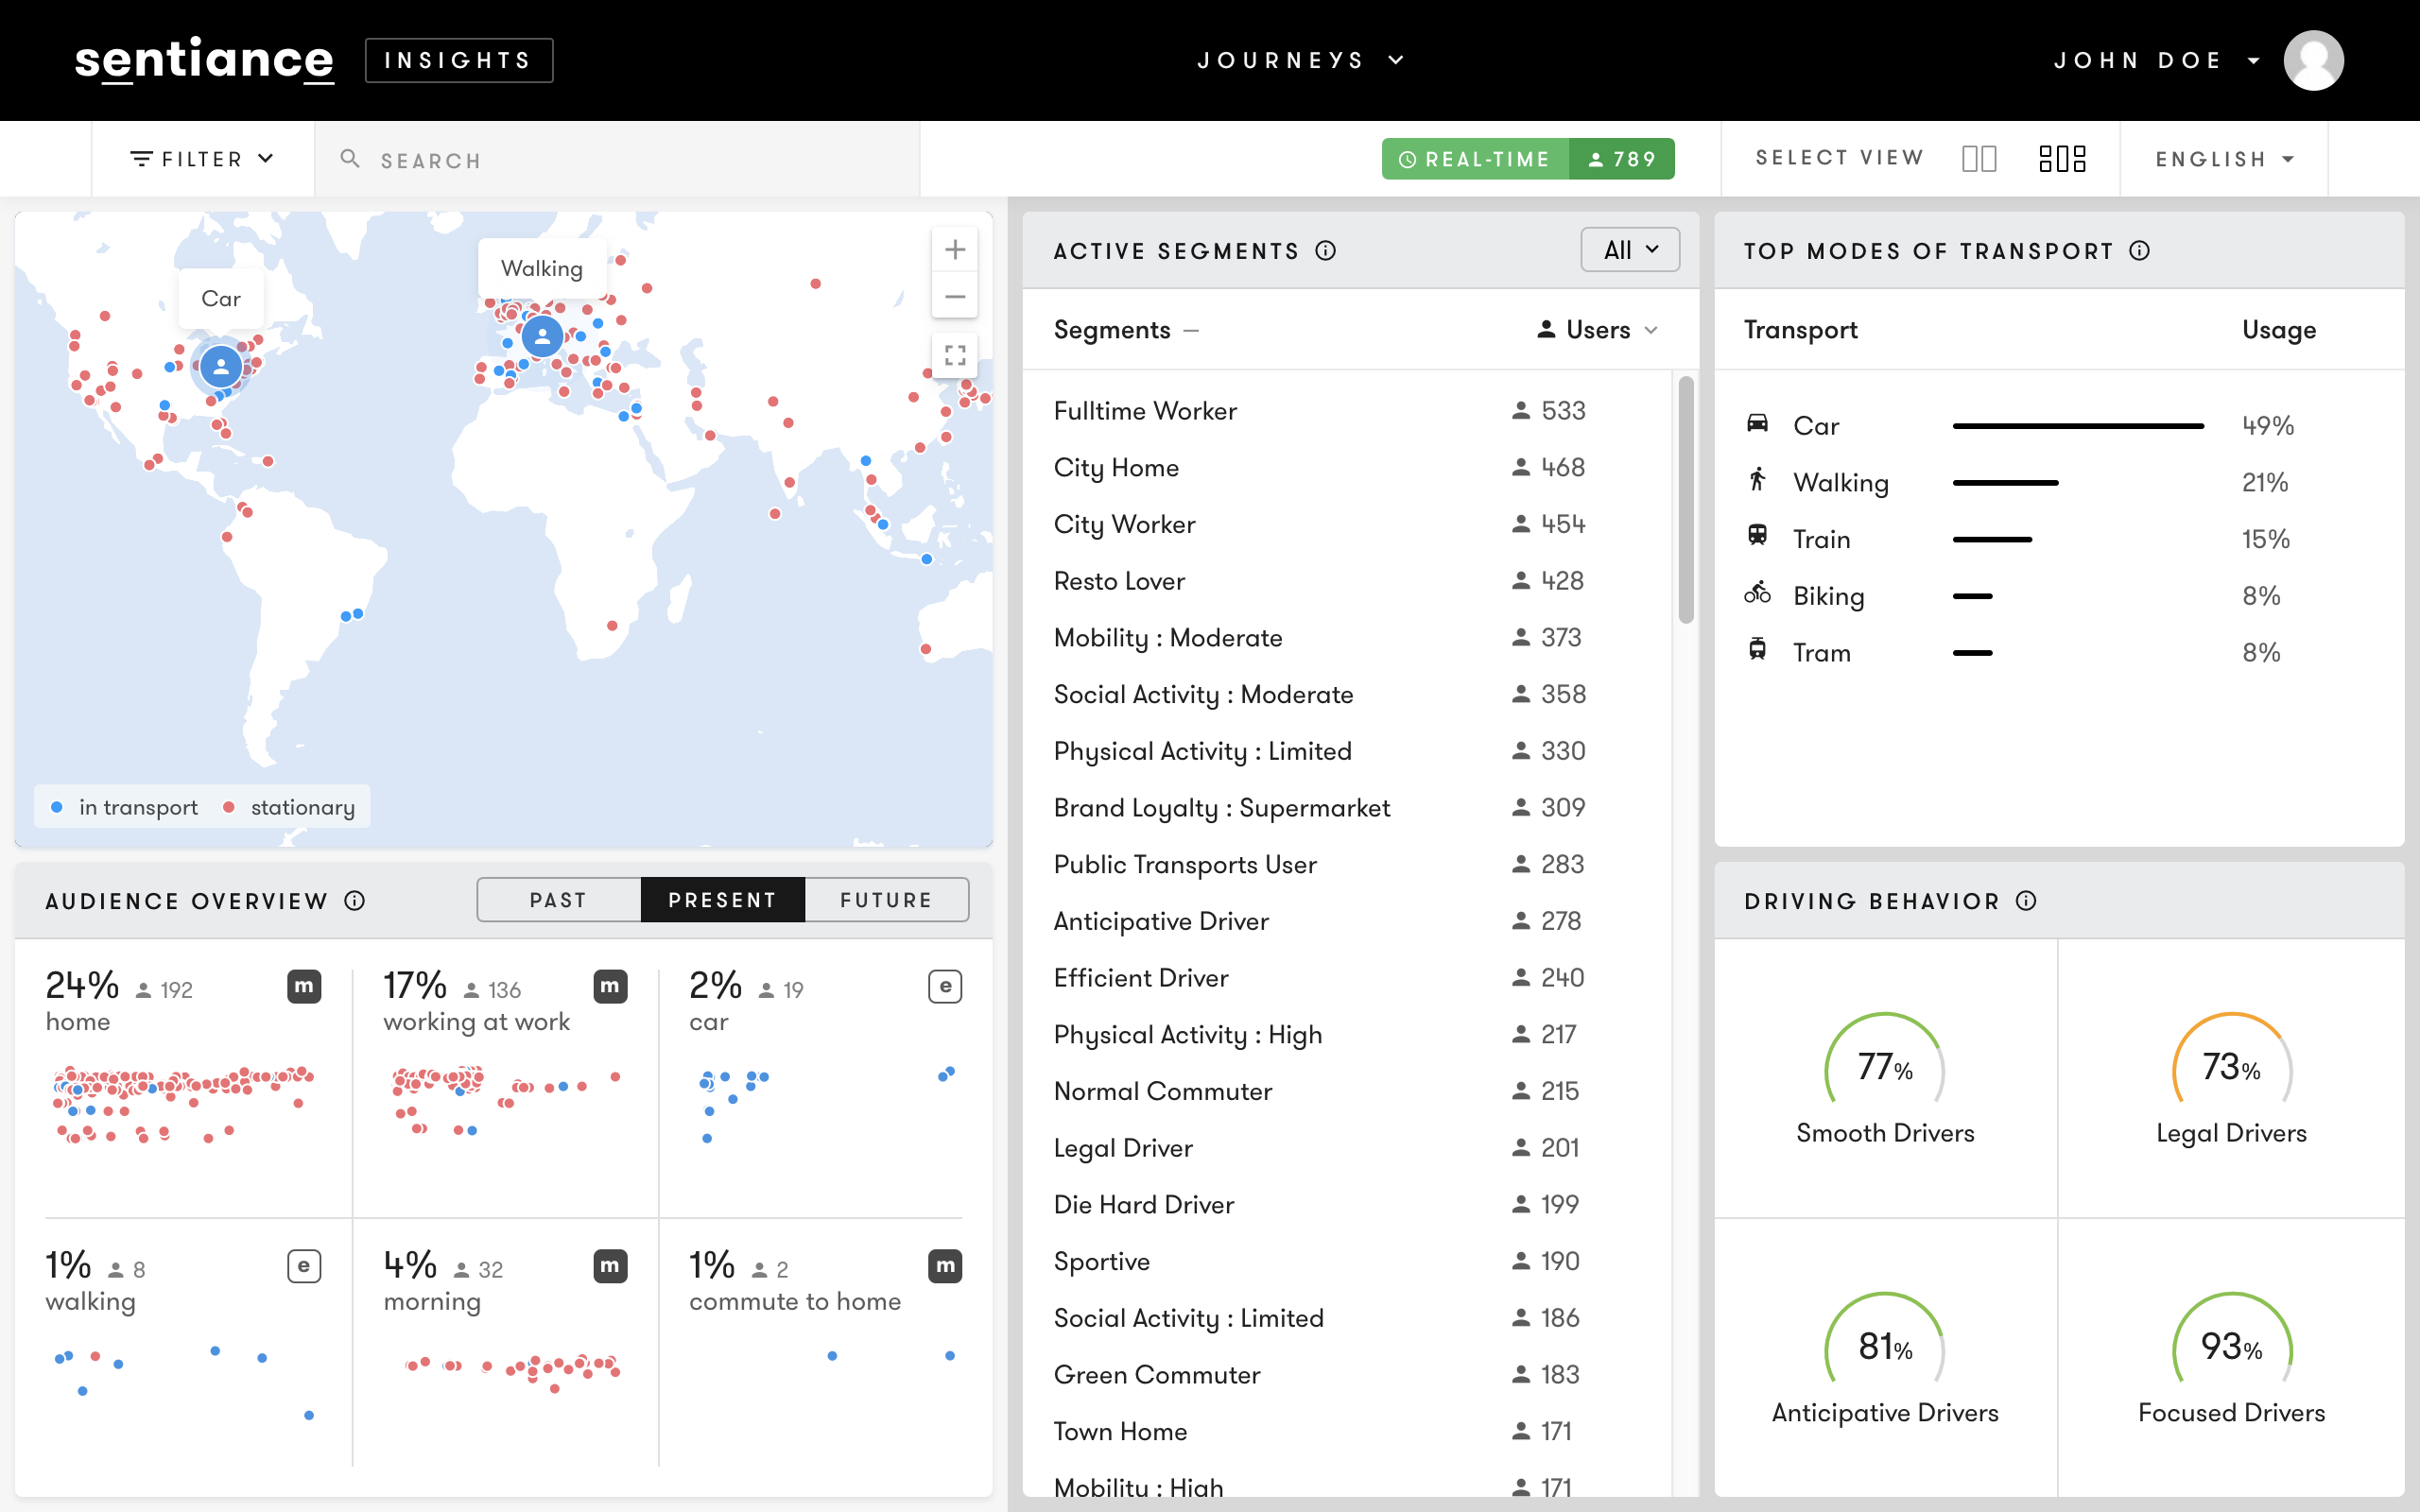 sentiance INSIGHTS JOURNEYS JOHN DOE
FILTER SEARCH REAL-TIME 789 SELECT VIEW ENGLISH
Walking
Car
in transport stationary
AUDIENCE OVERVIEW PAST PRESENT FUTURE
24% 192 m
home
17% 136 m
working at work
2% 19 e
car
1% 8 e
walking
4% 32 m
morning
1% 2 m
commute to home
ACTIVE SEGMENTS All
Segments Users
Fulltime Worker 533
City Home 468
City Worker 454
Resto Lover 428
Mobility : Moderate 373
Social Activity : Moderate 358
Physical Activity : Limited 330
Brand Loyalty : Supermarket 309
Public Transports User 283
Anticipative Driver 278
Efficient Driver 240
Physical Activity : High 217
Normal Commuter 215
Legal Driver 201
Die Hard Driver 199
Sportive 190
Social Activity : Limited 186
Green Commuter 183
Town Home 171
Mobility : High 171
TOP MODES OF TRANSPORT
Transport Usage
Car 49%
Walking 21%
Train 15%
Biking 8%
Tram 8%
DRIVING BEHAVIOR
77%
Smooth Drivers
73%
Legal Drivers
81%
Anticipative Drivers
93%
Focused Drivers